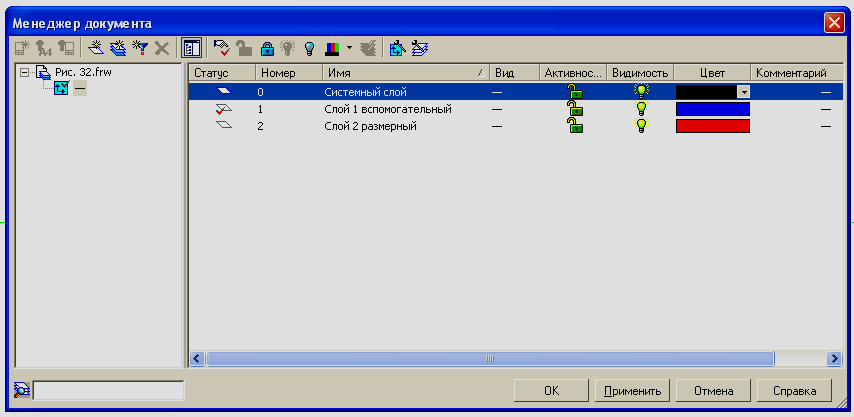 Менеджер документа
Рис. 32.frw
—
Статус Номер Имя Вид Активнос... Видимость Цвет Комментарий
0 Системный слой — —
1 Слой 1 вспомогательный — —
2 Слой 2 размерный — —
OK Применить Отмена Справка